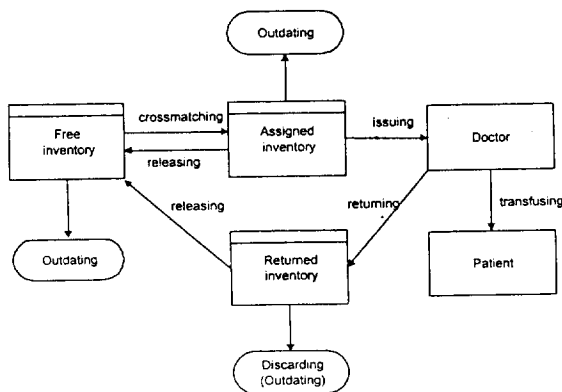 Outdating
crossmatching
Free
inventory
Assigned
inventory
issuing
Doctor
releasing
releasing
returning
transfusing
Outdating
Returned
inventory
Patient
Discarding
(Outdating)